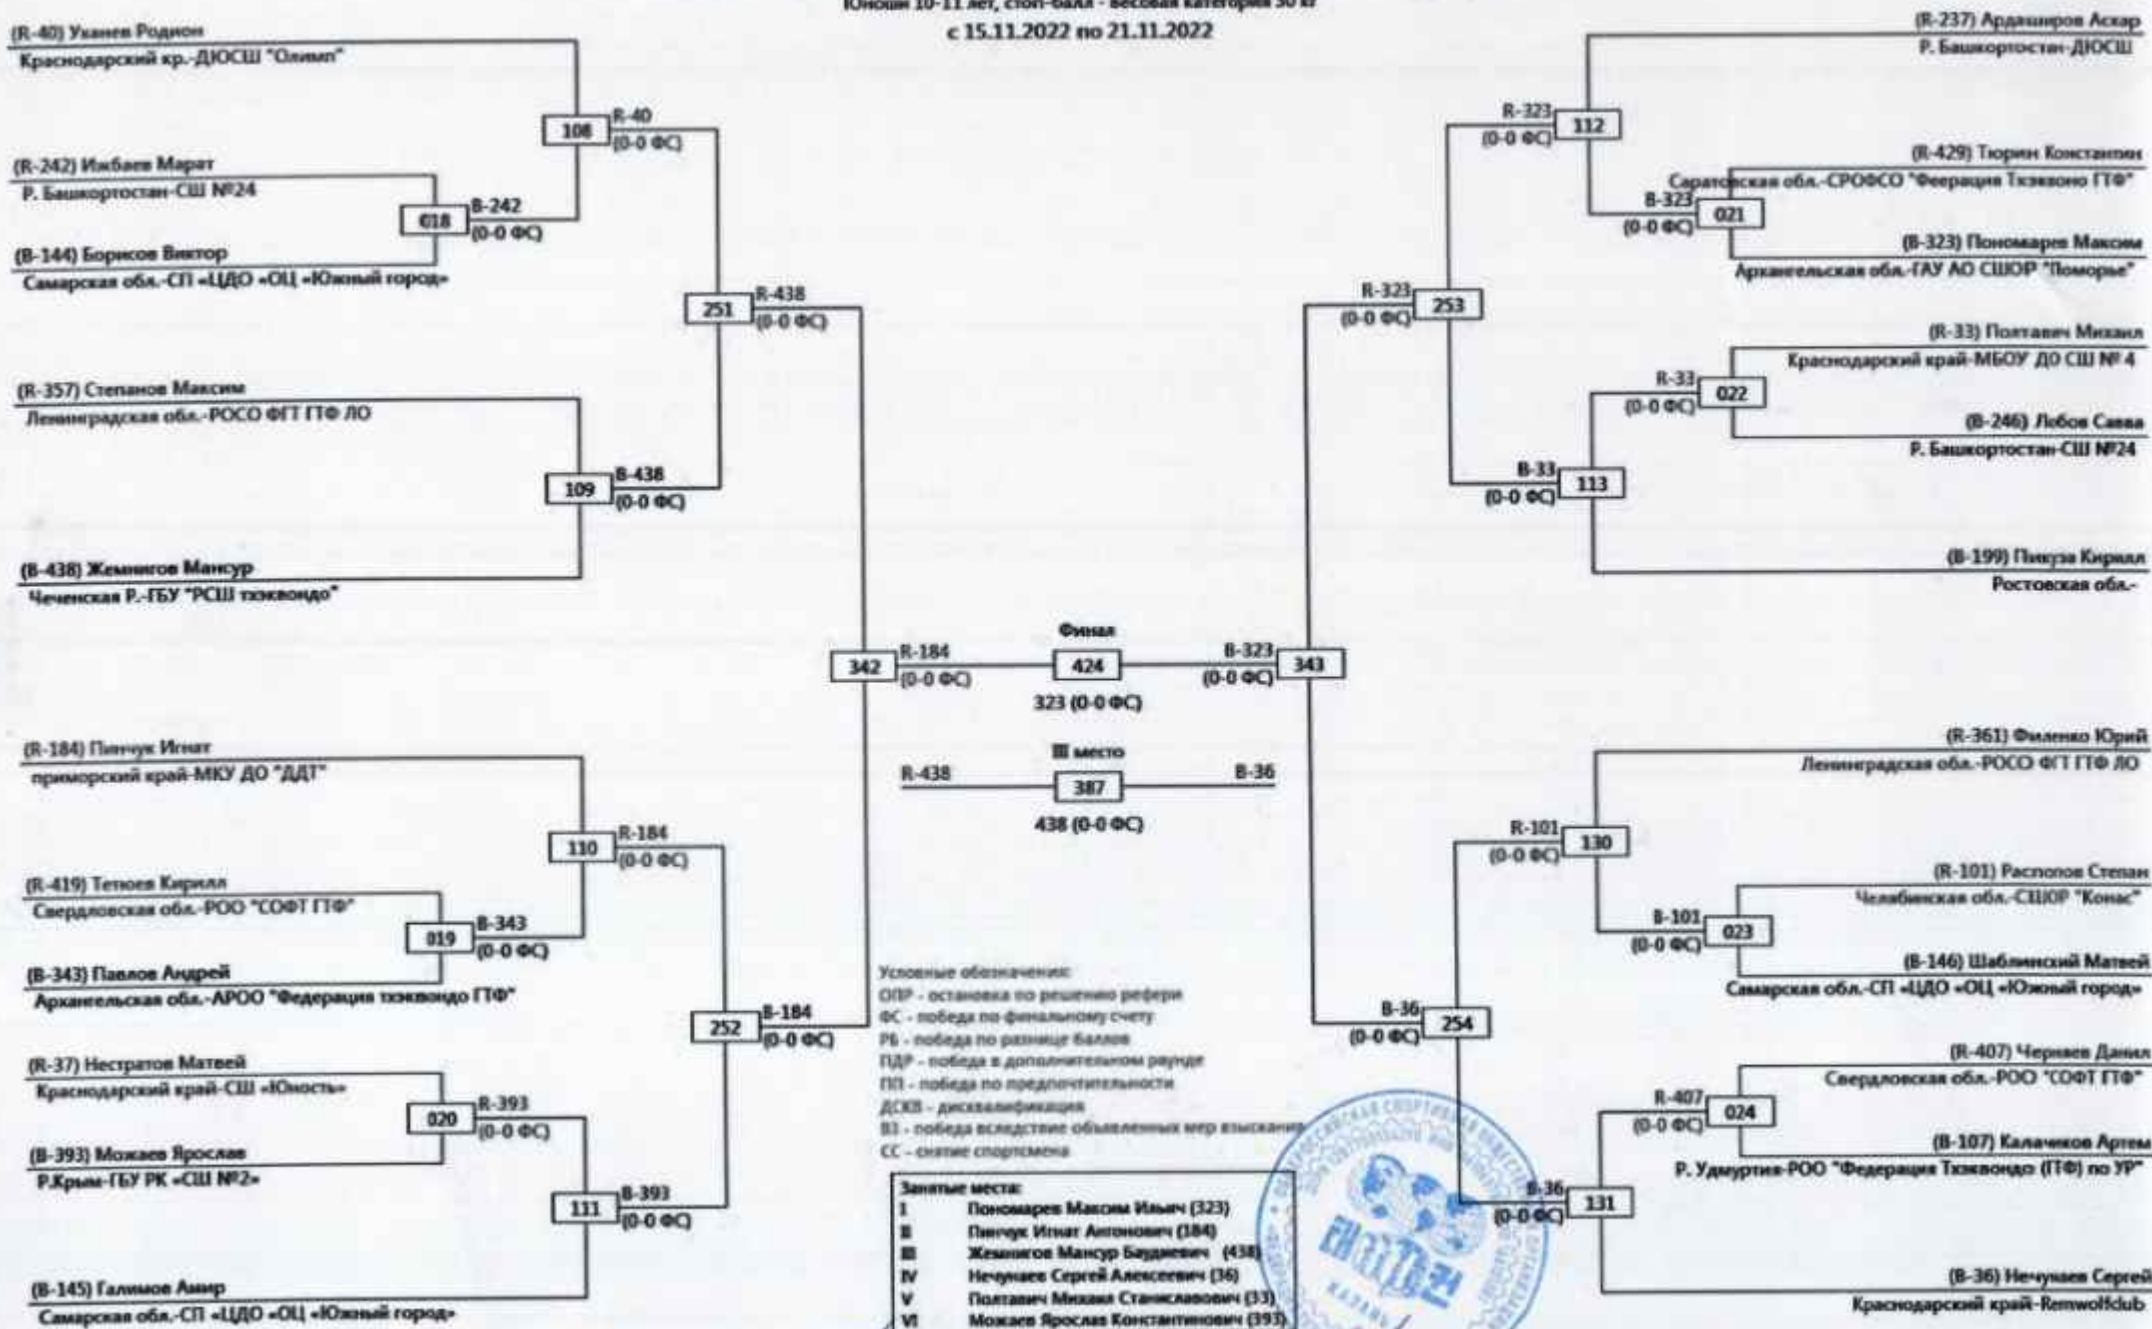 Юноши 10-11 лет, стоп-балл - весовая категория 30 кг
с 15.11.2022 по 21.11.2022
(R-40) Уканев Родион
Краснодарский кр.-ДЮСШ "Олимп"
108
R-40
(0-0 ФС)
(R-242) Ижбаев Марат
Р. Башкортостан-СШ №24
018
B-242
(0-0 ФС)
(B-144) Борисов Виктор
Самарская обл.-СП «ЦДО «ОЦ «Южный город»
251
R-438
(0-0 ФС)
(R-357) Степанов Максим
Ленинградская обл.-РОСО ФГТ ГТФ ЛО
109
B-438
(0-0 ФС)
(B-438) Жемнигов Мансур
Чеченская Р.-ГБУ "РСШ тхэквондо"
342
R-184
(0-0 ФС)
(R-184) Пинчук Игнат
приморский край-МКУ ДО "ДДТ"
110
R-184
(0-0 ФС)
(R-419) Тетюев Кирилл
Свердловская обл.-РОО "СОФТ ГТФ"
019
B-343
(0-0 ФС)
(B-343) Павлов Андрей
Архангельская обл.-АРОО "Федерация тхэквондо ГТФ"
252
B-184
(0-0 ФС)
(R-37) Нестратов Матвей
Краснодарский край-СШ «Юность»
020
R-393
(0-0 ФС)
(B-393) Можаев Ярослав
Р.Крым-ГБУ РК «СШ №2»
111
B-393
(0-0 ФС)
(B-145) Галимов Амир
Самарская обл.-СП «ЦДО «ОЦ «Южный город»
Финал
424
323 (0-0 ФС)
III место
R-438
387
B-36
438 (0-0 ФС)
Условные обозначения:
ОПР - остановка по решению рефери
ФС - победа по финальному счету
РБ - победа по разнице баллов
ПДР - победа в дополнительном раунде
ПП - победа по предпочтительности
ДСКВ - дисквалификация
ВЗ - победа вследствие объявленных мер взыскания
СС - снятие спортсмена
Занятые места:
I Пономарев Максим Ильич (323)
II Пинчук Игнат Антонович (184)
III Жемнигов Мансур Баудиевич (438)
IV Нечунаев Сергей Алексеевич (36)
V Полтавич Михаил Станиславович (33)
VI Можаев Ярослав Константинович (393)
(R-237) Ардаширов Аскар
Р. Башкортостан-ДЮСШ
R-323
(0-0 ФС)
112
(R-429) Тюрин Константин
Саратовская обл.-СРОФСО "Феерация Тхэквоно ГТФ"
B-323
(0-0 ФС)
021
(B-323) Пономарев Максим
Архангельская обл.-ГАУ АО СШОР "Поморье"
R-323
(0-0 ФС)
253
(R-33) Полтавич Михаил
Краснодарский край-МБОУ ДО СШ № 4
R-33
(0-0 ФС)
022
(B-246) Лобов Савва
Р. Башкортостан-СШ №24
B-33
(0-0 ФС)
113
(B-199) Пикуза Кирилл
Ростовская обл.-
B-323
(0-0 ФС)
343
(R-361) Филенко Юрий
Ленинградская обл.-РОСО ФГТ ГТФ ЛО
R-101
(0-0 ФС)
130
(R-101) Распопов Степан
Челябинская обл.-СШОР "Конас"
B-101
(0-0 ФС)
023
(B-146) Шаблинский Матвей
Самарская обл.-СП «ЦДО «ОЦ «Южный город»
B-36
(0-0 ФС)
254
(R-407) Черняев Данил
Свердловская обл.-РОО "СОФТ ГТФ"
R-407
(0-0 ФС)
024
(B-107) Калачиков Артем
Р. Удмуртия-РОО "Федерация Тхэквондо (ГТФ) по УР"
B-36
(0-0 ФС)
131
(B-36) Нечунаев Сергей
Краснодарский край-Remwolfclub